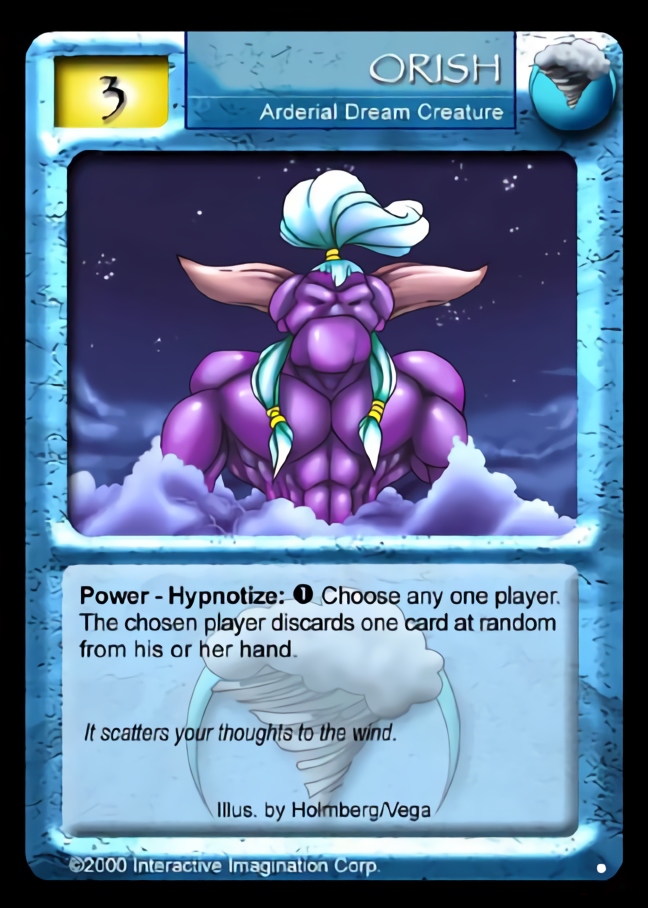 3
ORISH
Arderial Dream Creature
Power - Hypnotize: ❶ Choose any one player.
The chosen player discards one card at random
from his or her hand.
It scatters your thoughts to the wind.
Illus. by Holmberg/Vega
©2000 Interactive Imagination Corp.